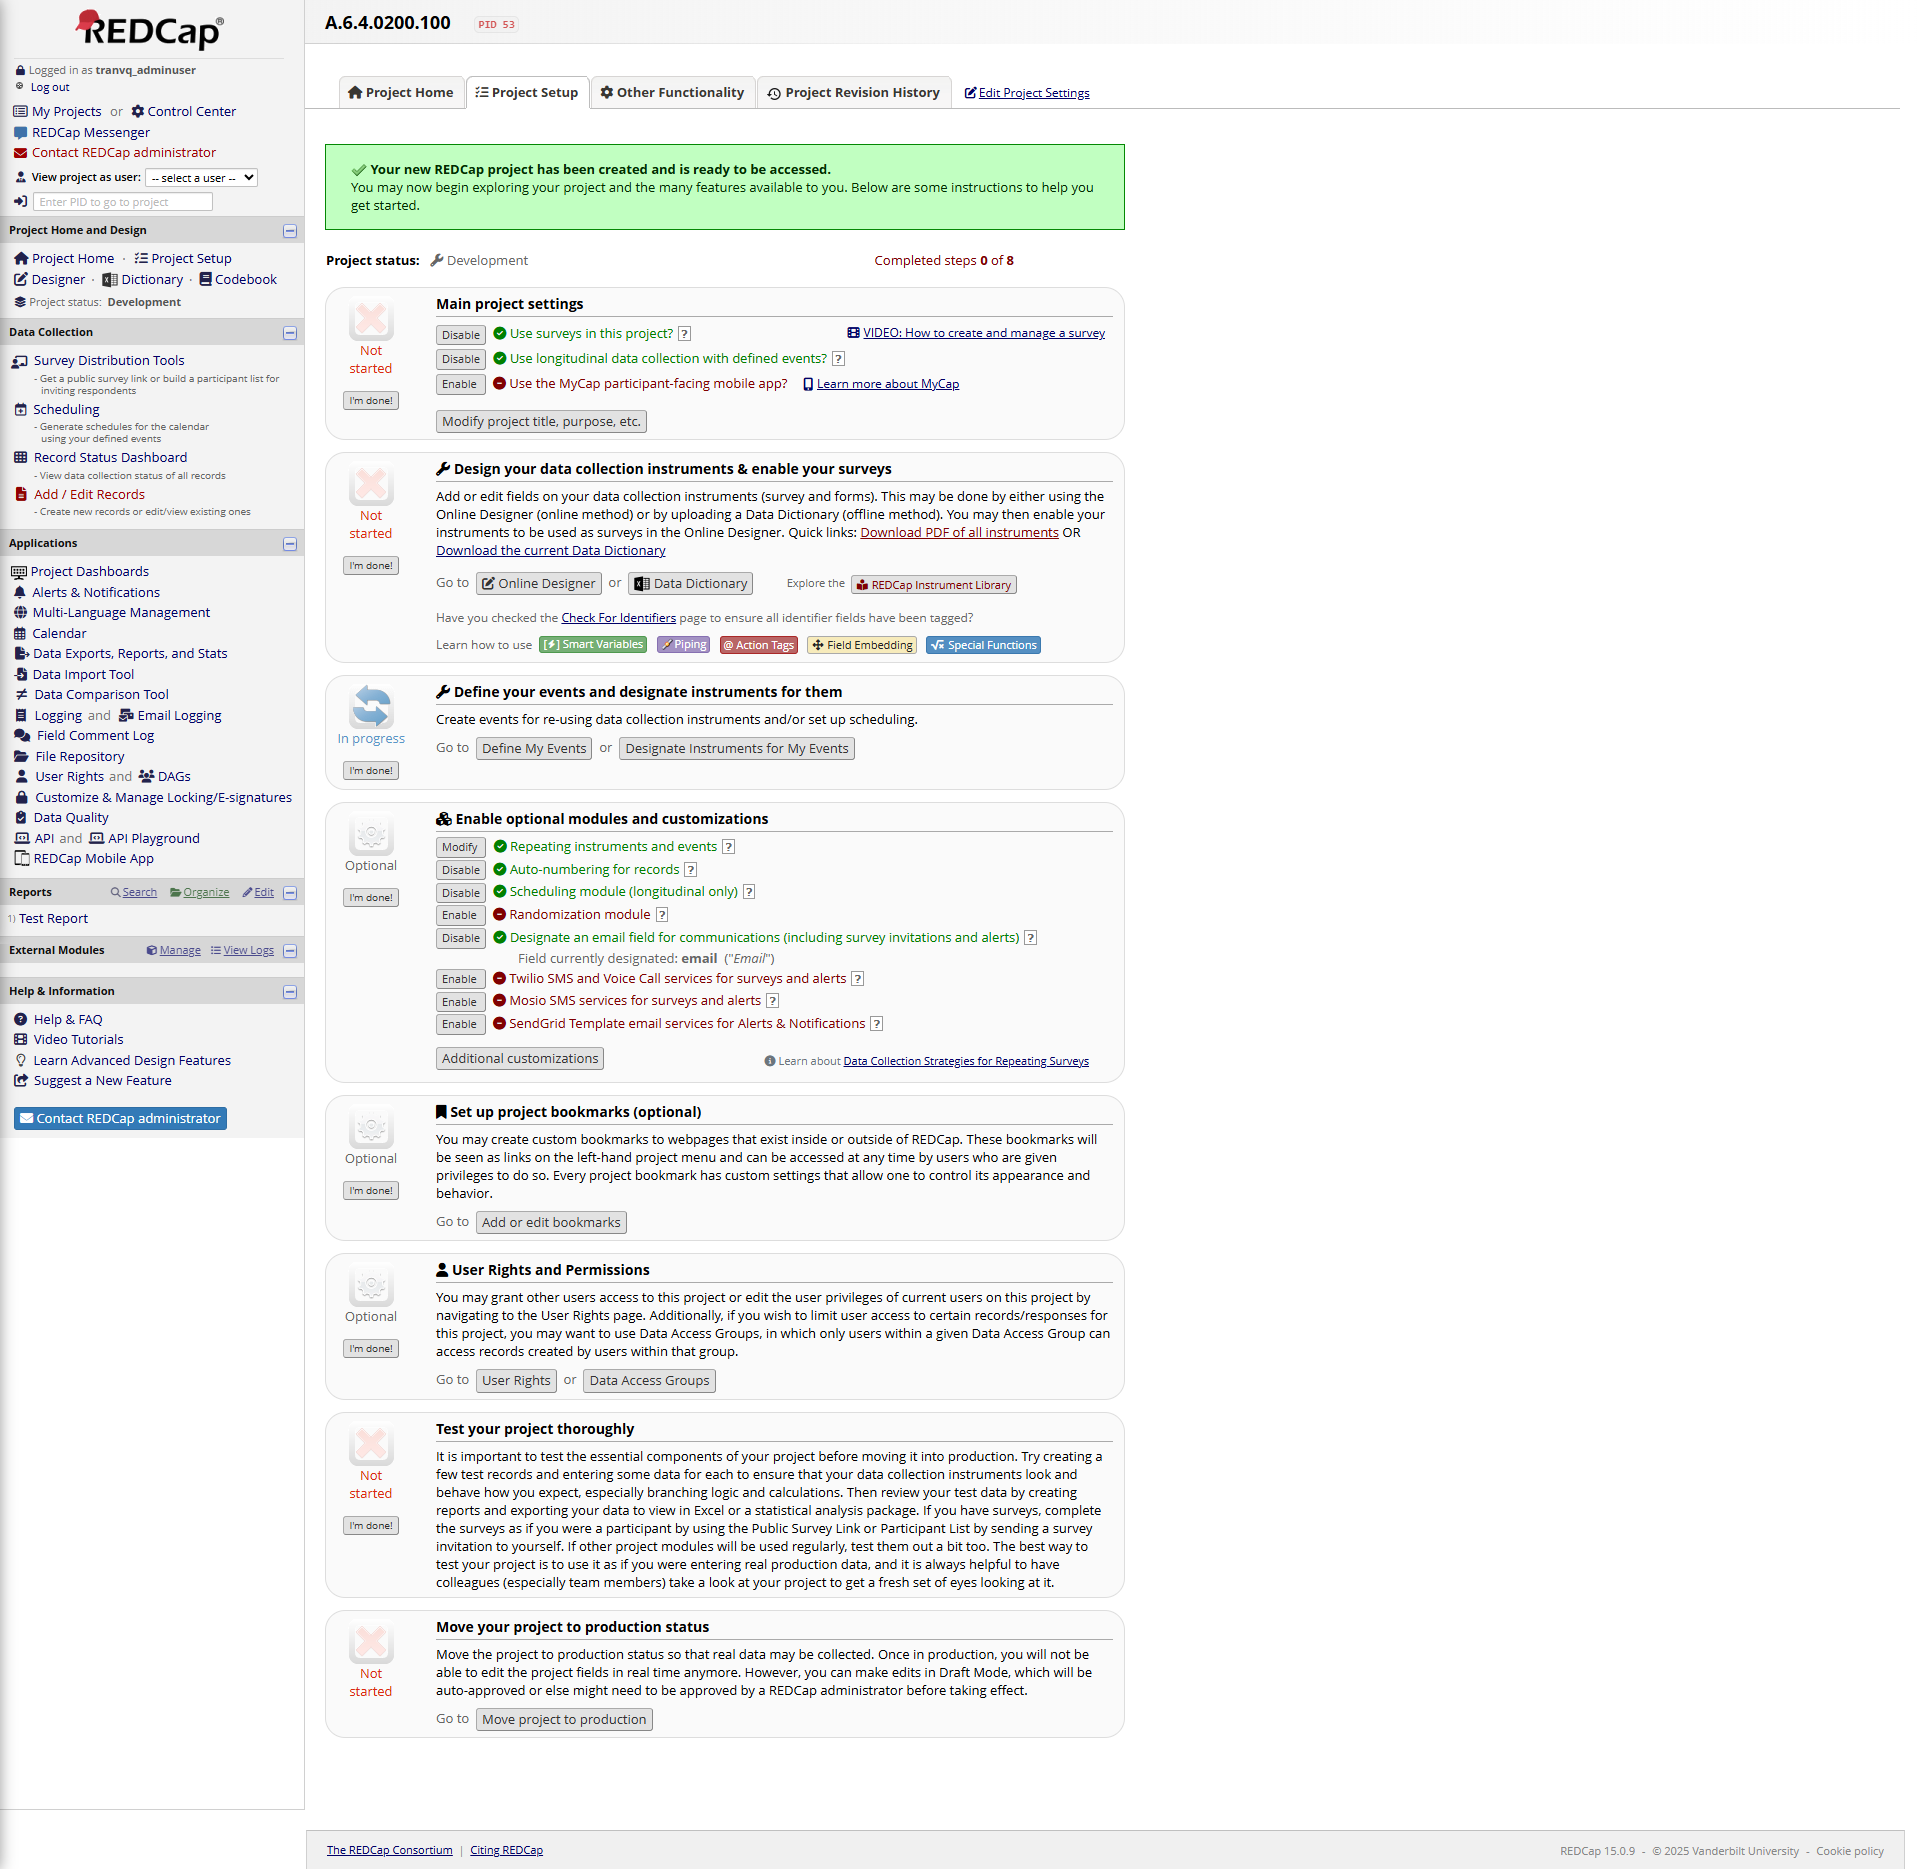 REDCap®
Logged in as tranvq_adminuser
Log out
My Projects or Control Center
REDCap Messenger
Contact REDCap administrator
View project as user: -- select a user --
Enter PID to go to project
Project Home and Design
Project Home · Project Setup
Designer · Dictionary · Codebook
Project status: Development
Data Collection
Survey Distribution Tools
- Get a public survey link or build a participant list for
inviting respondents
Scheduling
- Generate schedules for the calendar
using your defined events
Record Status Dashboard
- View data collection status of all records
Add / Edit Records
- Create new records or edit/view existing ones
Applications
Project Dashboards
Alerts & Notifications
Multi-Language Management
Calendar
Data Exports, Reports, and Stats
Data Import Tool
Data Comparison Tool
Logging and Email Logging
Field Comment Log
File Repository
User Rights and DAGs
Customize & Manage Locking/E-signatures
Data Quality
API and API Playground
REDCap Mobile App
Reports Search Organize Edit
1) Test Report
External Modules Manage View Logs
Help & Information
Help & FAQ
Video Tutorials
Learn Advanced Design Features
Suggest a New Feature
Contact REDCap administrator
A.6.4.0200.100 PID 53
Project Home Project Setup Other Functionality Project Revision History Edit Project Settings
Your new REDCap project has been created and is ready to be accessed.
You may now begin exploring your project and the many features available to you. Below are some instructions to help you
get started.
Project status: Development Completed steps 0 of 8
Not
started
I'm done!
Main project settings
Disable Use surveys in this project? ? VIDEO: How to create and manage a survey
Disable Use longitudinal data collection with defined events? ?
Enable Use the MyCap participant-facing mobile app? Learn more about MyCap
Modify project title, purpose, etc.
Not
started
I'm done!
Design your data collection instruments & enable your surveys
Add or edit fields on your data collection instruments (survey and forms). This may be done by either using the
Online Designer (online method) or by uploading a Data Dictionary (offline method). You may then enable your
instruments to be used as surveys in the Online Designer. Quick links: Download PDF of all instruments OR
Download the current Data Dictionary
Go to Online Designer or Data Dictionary Explore the REDCap Instrument Library
Have you checked the Check For Identifiers page to ensure all identifier fields have been tagged?
Learn how to use [⚡] Smart Variables Piping @ Action Tags Field Embedding √x Special Functions
In progress
I'm done!
Define your events and designate instruments for them
Create events for re-using data collection instruments and/or set up scheduling.
Go to Define My Events or Designate Instruments for My Events
Optional
I'm done!
Enable optional modules and customizations
Modify Repeating instruments and events ?
Disable Auto-numbering for records ?
Disable Scheduling module (longitudinal only) ?
Enable Randomization module ?
Disable Designate an email field for communications (including survey invitations and alerts) ?
Field currently designated: email ("Email")
Enable Twilio SMS and Voice Call services for surveys and alerts ?
Enable Mosio SMS services for surveys and alerts ?
Enable SendGrid Template email services for Alerts & Notifications ?
Additional customizations Learn about Data Collection Strategies for Repeating Surveys
Optional
I'm done!
Set up project bookmarks (optional)
You may create custom bookmarks to webpages that exist inside or outside of REDCap. These bookmarks will
be seen as links on the left-hand project menu and can be accessed at any time by users who are given
privileges to do so. Every project bookmark has custom settings that allow one to control its appearance and
behavior.
Go to Add or edit bookmarks
Optional
I'm done!
User Rights and Permissions
You may grant other users access to this project or edit the user privileges of current users on this project by
navigating to the User Rights page. Additionally, if you wish to limit user access to certain records/responses for
this project, you may want to use Data Access Groups, in which only users within a given Data Access Group can
access records created by users within that group.
Go to User Rights or Data Access Groups
Not
started
I'm done!
Test your project thoroughly
It is important to test the essential components of your project before moving it into production. Try creating a
few test records and entering some data for each to ensure that your data collection instruments look and
behave how you expect, especially branching logic and calculations. Then review your test data by creating
reports and exporting your data to view in Excel or a statistical analysis package. If you have surveys, complete
the surveys as if you were a participant by using the Public Survey Link or Participant List by sending a survey
invitation to yourself. If other project modules will be used regularly, test them out a bit too. The best way to
test your project is to use it as if you were entering real production data, and it is always helpful to have
colleagues (especially team members) take a look at your project to get a fresh set of eyes looking at it.
Not
started
Move your project to production status
Move the project to production status so that real data may be collected. Once in production, you will not be
able to edit the project fields in real time anymore. However, you can make edits in Draft Mode, which will be
auto-approved or else might need to be approved by a REDCap administrator before taking effect.
Go to Move project to production
The REDCap Consortium | Citing REDCap
REDCap 15.0.9 - © 2025 Vanderbilt University - Cookie policy